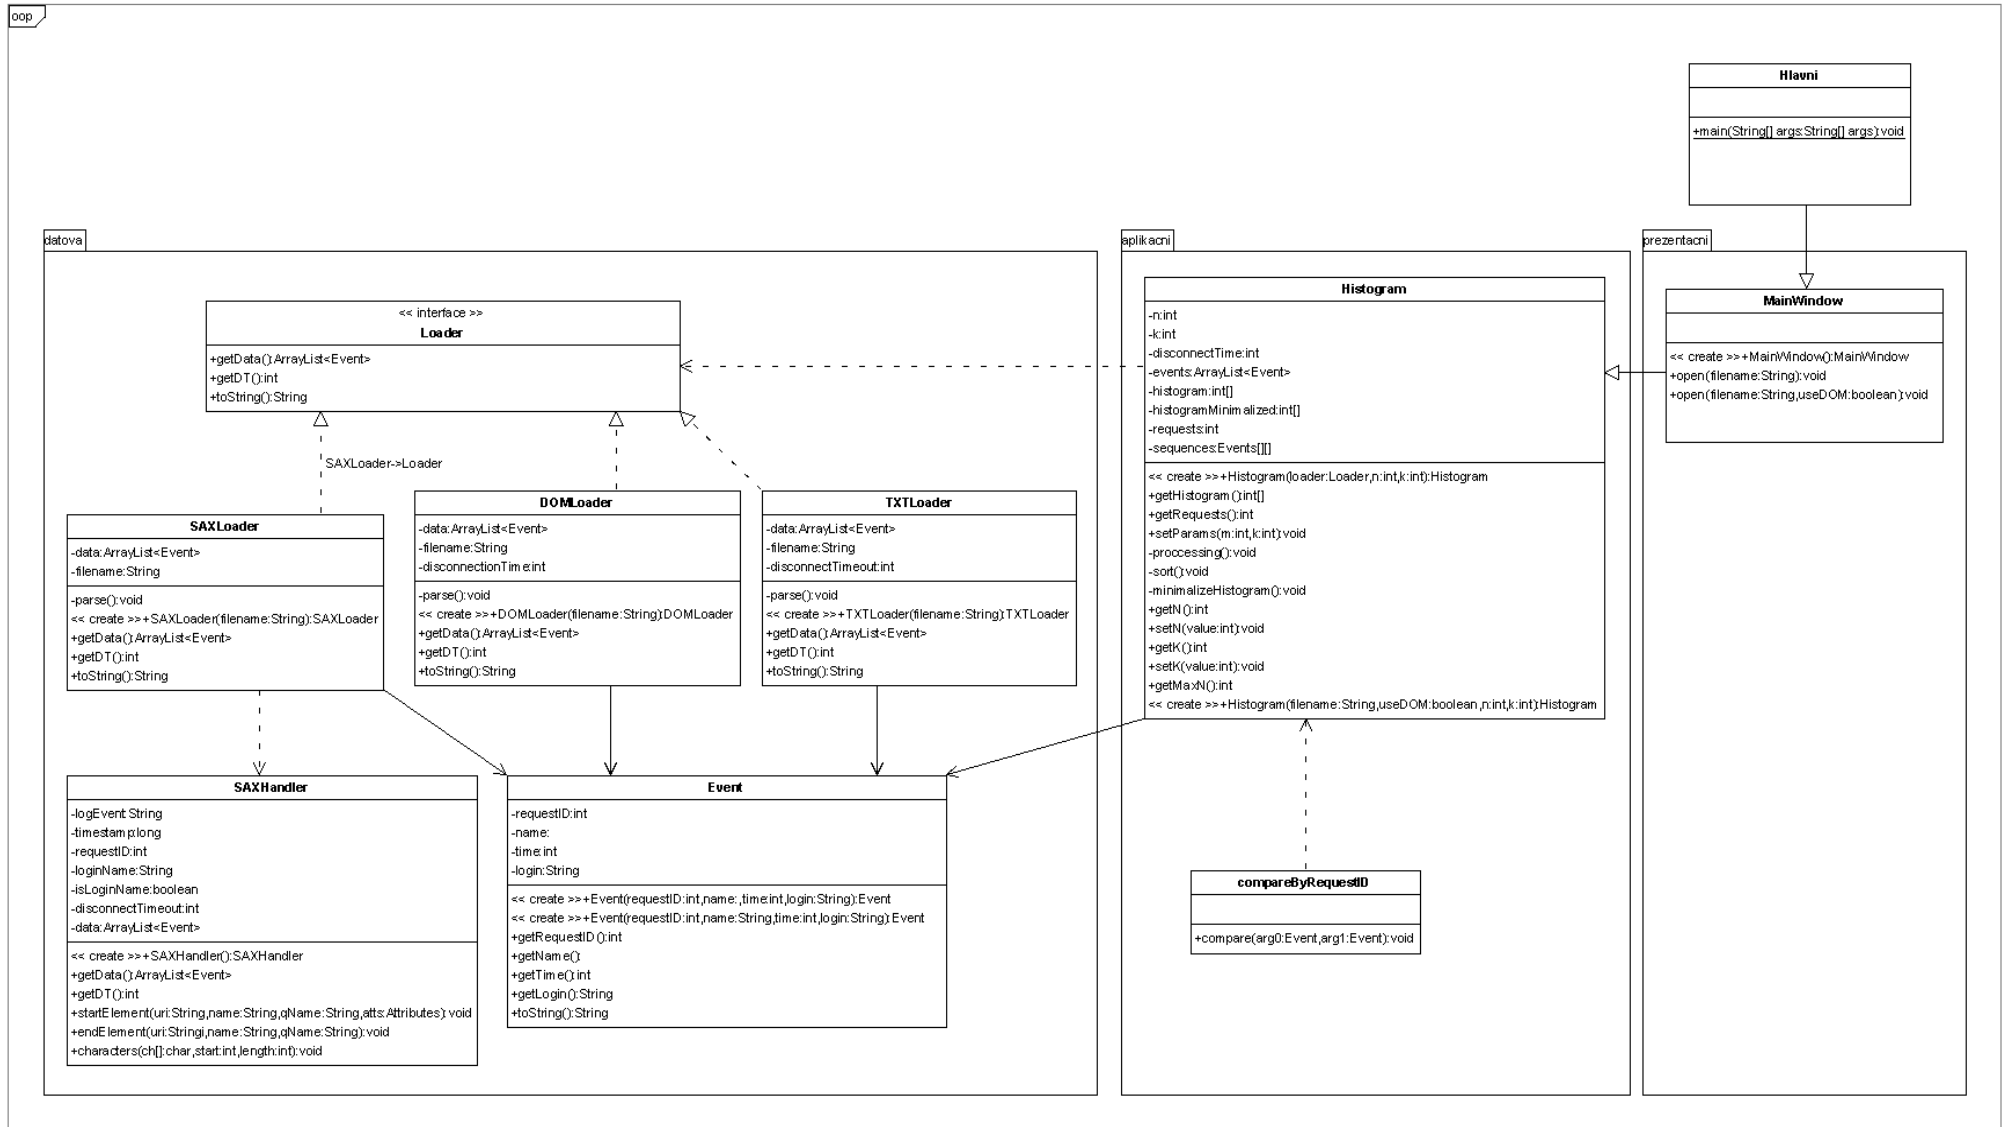 oop
Hlavni
+main(String[] args:String[] args):void
datova
<< interface >>
Loader
+getData():ArrayList<Event>
+getDT():int
+toString():String
SAXLoader->Loader
SAXLoader
-data:ArrayList<Event>
-filename:String
-parse():void
<< create >>+SAXLoader(filename:String):SAXLoader
+getData():ArrayList<Event>
+getDT():int
+toString():String
DOMLoader
-data:ArrayList<Event>
-filename:String
-disconnectionTime:int
-parse():void
<< create >>+DOMLoader(filename:String):DOMLoader
+getData():ArrayList<Event>
+getDT():int
+toString():String
TXTLoader
-data:ArrayList<Event>
-filename:String
-disconnectTimeout:int
-parse():void
<< create >>+TXTLoader(filename:String):TXTLoader
+getData():ArrayList<Event>
+getDT():int
+toString():String
SAXHandler
-logEvent:String
-timestamp:long
-requestID:int
-loginName:String
-isLoginName:boolean
-disconnectTimeout:int
-data:ArrayList<Event>
<< create >>+SAXHandler():SAXHandler
+getData():ArrayList<Event>
+getDT():int
+startElement(uri:String,name:String,qName:String,atts:Attributes):void
+endElement(uri:Stringi,name:String,qName:String):void
+characters(ch[]:char,start:int,length:int):void
Event
-requestID:int
-name:
-time:int
-login:String
<< create >>+Event(requestID:int,name:,time:int,login:String):Event
<< create >>+Event(requestID:int,name:String,time:int,login:String):Event
+getRequestID():int
+getName():
+getTime():int
+getLogin():String
+toString():String
aplikacni
Histogram
-n:int
-k:int
-disconnectTime:int
-events:ArrayList<Event>
-histogram:int[]
-histogramMinimalized:int[]
-requests:int
-sequences:Events[][]
<< create >>+Histogram(loader:Loader,n:int,k:int):Histogram
+getHistogram():int[]
+getRequests():int
+setParams(m:int,k:int):void
-proccessing():void
-sort():void
-minimalizeHistogram():void
+getN():int
+setN(value:int):void
+getK():int
+setK(value:int):void
+getMaxN():int
<< create >>+Histogram(filename:String,useDOM:boolean,n:int,k:int):Histogram
compareByRequestID
+compare(arg0:Event,arg1:Event):void
prezentacni
MainWindow
<< create >>+MainWindow():MainWindow
+open(filename:String):void
+open(filename:String,useDOM:boolean):void